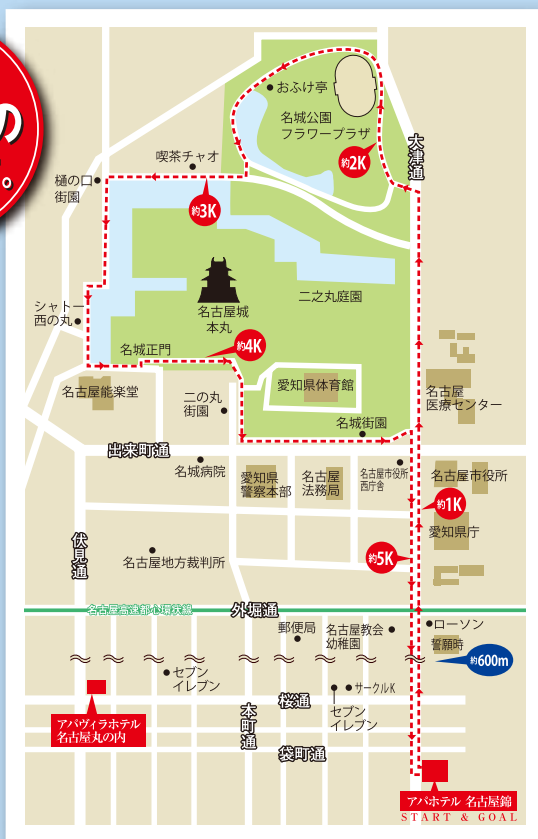 の
。
おふけ亭
名城公園
フラワープラザ
大津通
約2K
喫茶チャオ
樋の口
街園
約3K
名古屋城
本丸
二之丸庭園
シャトー
西の丸
名城正門
約4K
名古屋能楽堂
二の丸
街園
愛知県体育館
名城街園
名古屋
医療センター
出来町通
名城病院
愛知県
警察本部
名古屋
法務局
名古屋市役所
西庁舎
名古屋市役所
約1K
愛知県庁
伏見通
名古屋地方裁判所
約5K
名古屋高速都心環状線
外堀通
郵便局
名古屋教会
幼稚園
ローソン
誓願時
約600m
セブン
イレブン
サークルK
セブン
イレブン
桜通
本町通
袋町通
アパヴィラホテル
名古屋丸の内
アパホテル 名古屋錦
START & GOAL